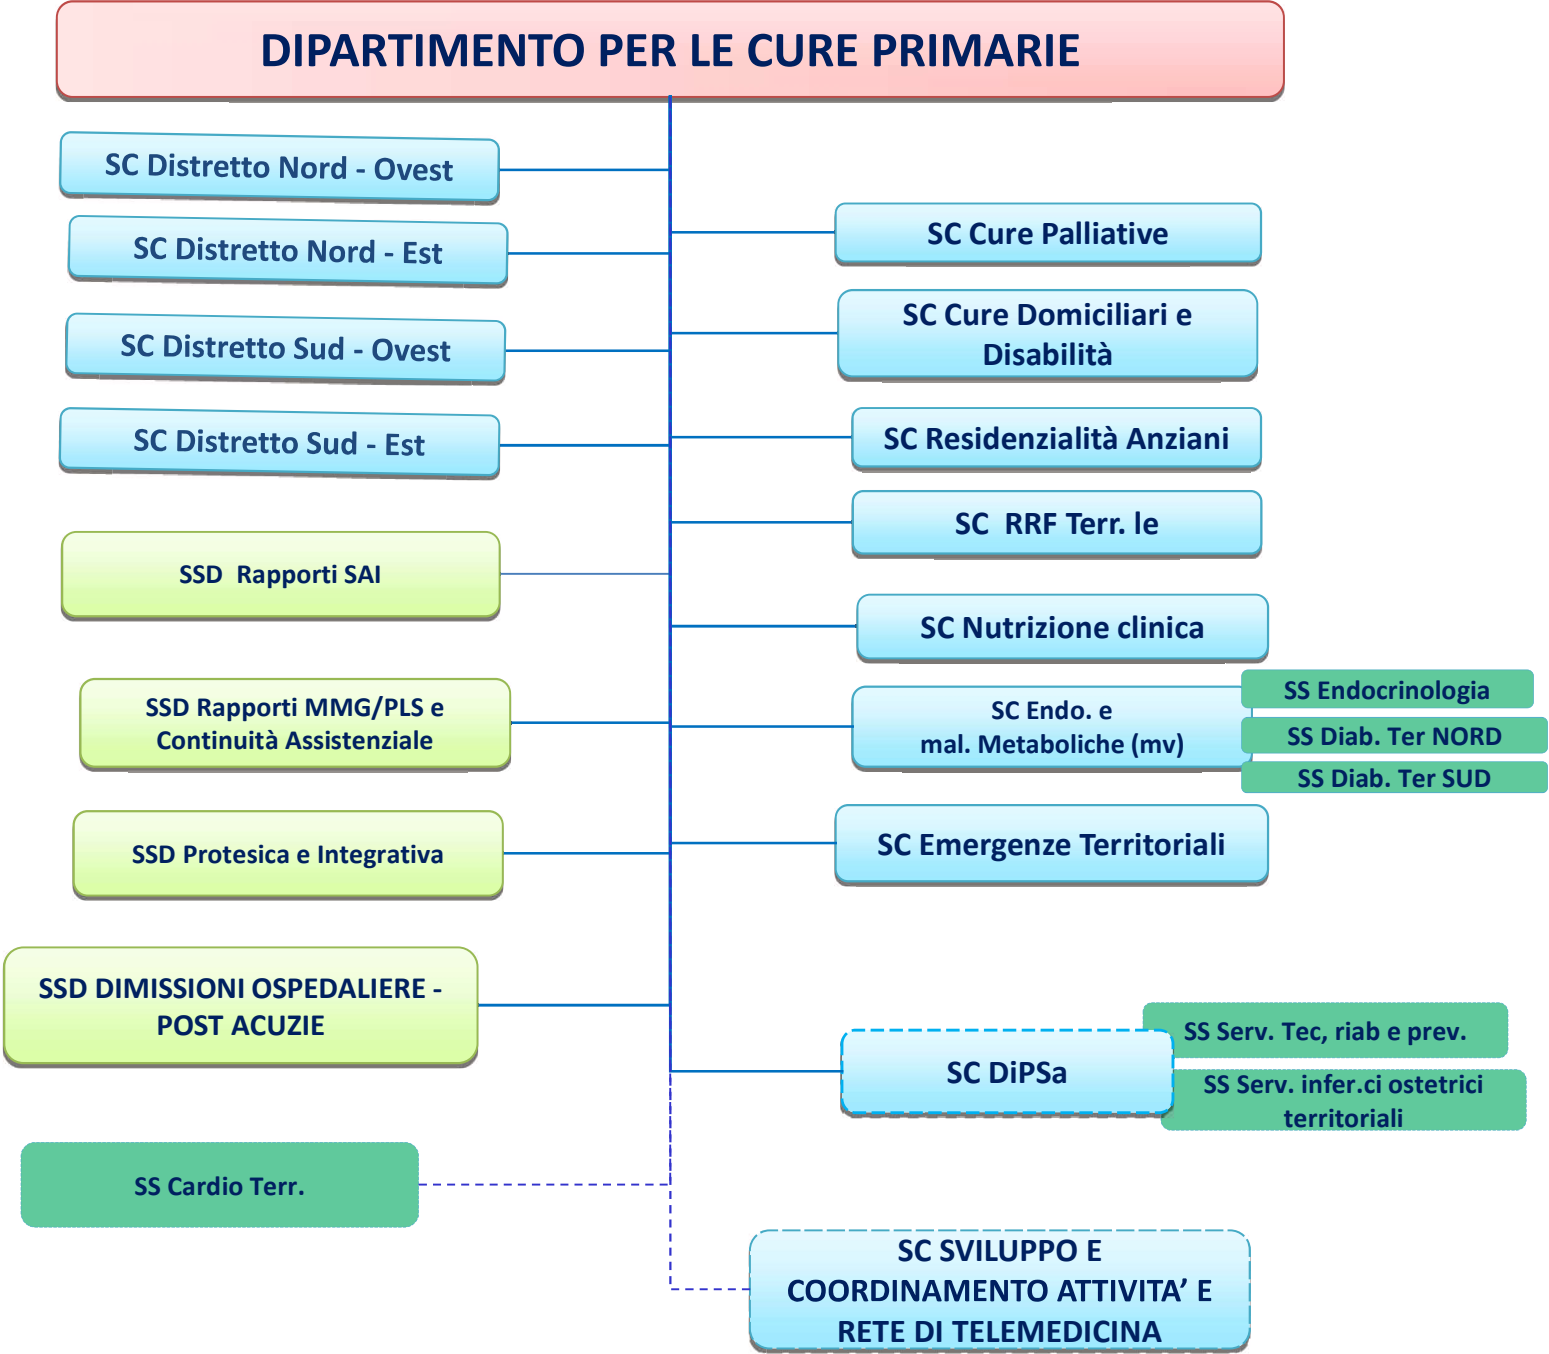 DIPARTIMENTO PER LE CURE PRIMARIE
SC Distretto Nord - Ovest
SC Distretto Nord - Est
SC Distretto Sud - Ovest
SC Distretto Sud - Est
SSD  Rapporti SAI
SSD Rapporti MMG/PLS e
Continuità Assistenziale
SSD Protesica e Integrativa
SSD DIMISSIONI OSPEDALIERE -
POST ACUZIE
SS Cardio Terr.
SC Cure Palliative
SC Cure Domiciliari e
Disabilità
SC Residenzialità Anziani
SC  RRF Terr. le
SC Nutrizione clinica
SC Endo. e
mal. Metaboliche (mv)
SS Endocrinologia
SS Diab. Ter NORD
SS Diab. Ter SUD
SC Emergenze Territoriali
SC DiPSa
SS Serv. Tec, riab e prev.
SS Serv. infer.ci ostetrici
territoriali
SC SVILUPPO E
COORDINAMENTO ATTIVITA’ E
RETE DI TELEMEDICINA